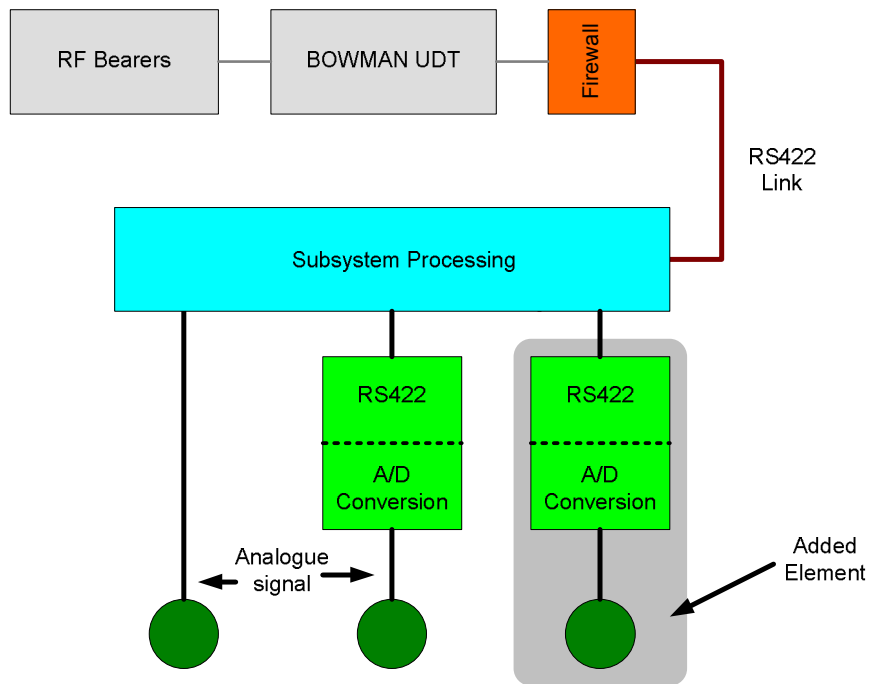 RF Bearers
BOWMAN UDT
Firewall
RS422
Link
Subsystem Processing
RS422
A/D
Conversion
RS422
A/D
Conversion
Analogue
signal
Added
Element